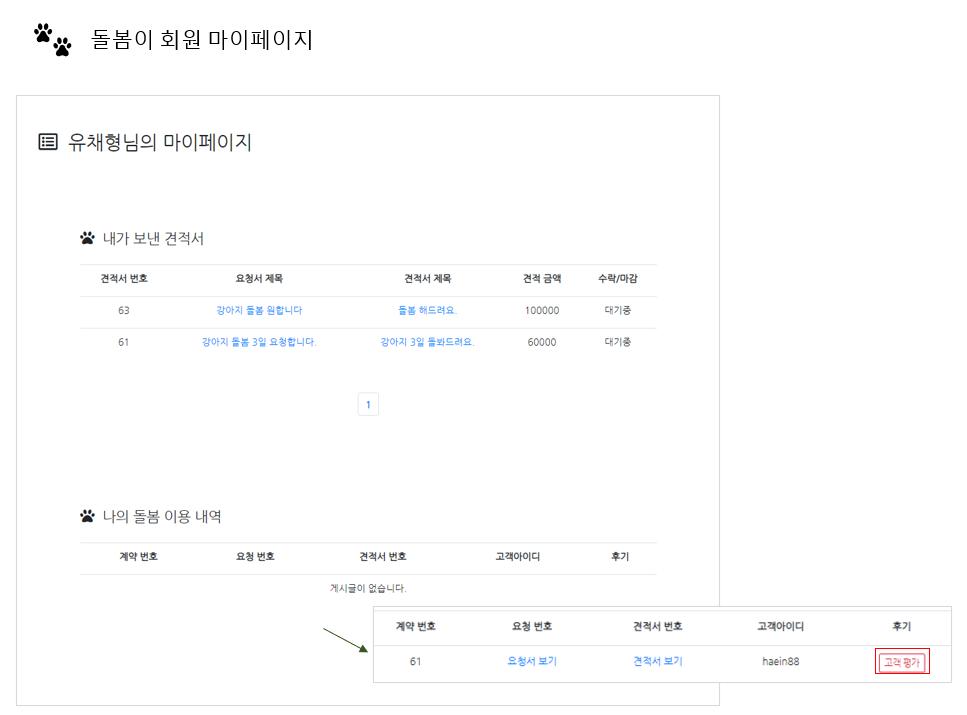 돌봄이 회원 마이페이지
유채형님의 마이페이지
내가 보낸 견적서
견적서 번호 요청서 제목 견적서 제목 견적 금액 수락/마감
63 강아지 돌봄 원합니다 돌봄 해드려요. 100000 대기중
61 강아지 돌봄 3일 요청합니다. 강아지 3일 돌봐드려요. 60000 대기중
1
나의 돌봄 이용 내역
계약 번호 요청 번호 견적서 번호 고객아이디 후기
게시글이 없습니다.
계약 번호 요청 번호 견적서 번호 고객아이디 후기
61 요청서 보기 견적서 보기 haein88 고객 평가